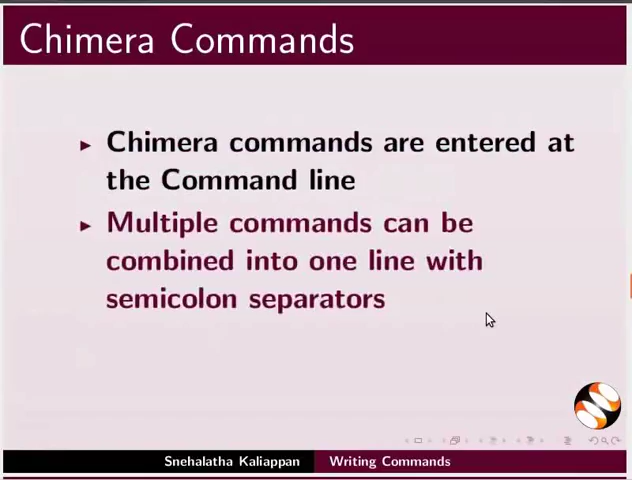 Chimera Commands
Chimera commands are entered at
the Command line
Multiple commands can be
combined into one line with
semicolon separators
Snehalatha Kaliappan Writing Commands